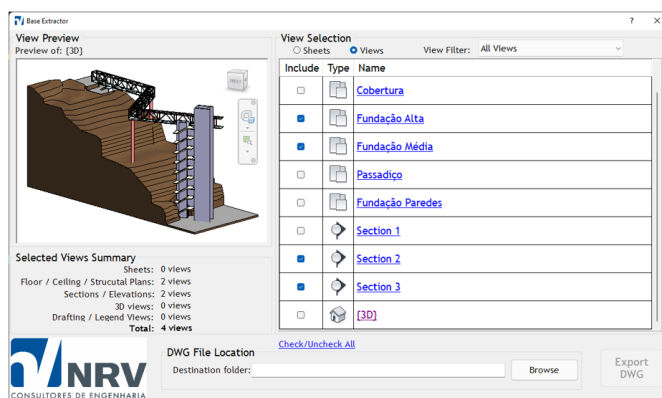 Base Extractor
View Preview
Preview of: {3D}
FRONT
Selected Views Summary
Sheets: 0 views
Floor / Ceiling / Strucutal Plans: 2 views
Sections / Elevations: 2 views
3D views: 0 views
Drafting / Legend Views: 0 views
Total: 4 views
View Selection
Sheets Views View Filter: All Views
Include Type Name
Cobertura
Fundação Alta
Fundação Média
Passadiço
Fundação Paredes
Section 1
Section 2
Section 3
{3D}
Check/Uncheck All
NRV
CONSULTORES DE ENGENHARIA
DWG File Location
Destination folder: Browse
Export
DWG